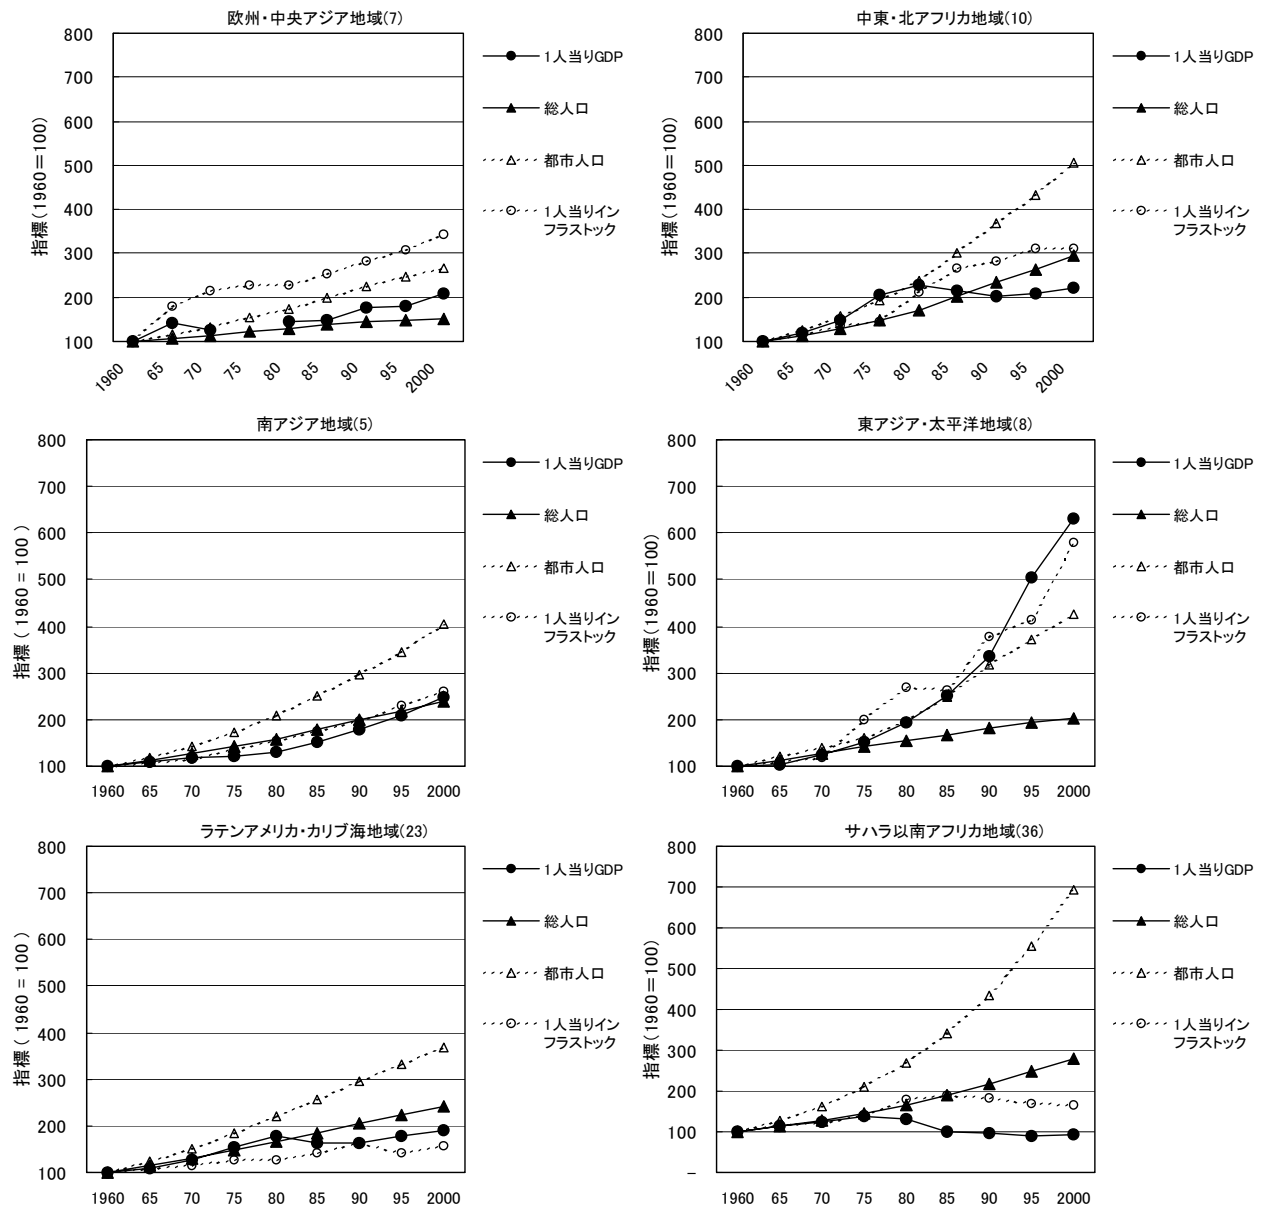 欧州・中央アジア地域(7)
指標(1960=100)
800
700
600
500
400
300
200
100
1960
65
70
75
80
85
90
95
2000
1人当りGDP
総人口
都市人口
1人当りイン
フラストック
中東・北アフリカ地域(10)
指標(1960=100)
800
700
600
500
400
300
200
100
1960
65
70
75
80
85
90
95
2000
1人当りGDP
総人口
都市人口
1人当りイン
フラストック
南アジア地域(5)
指標( 1960 = 100 )
800
700
600
500
400
300
200
100
1960 65 70 75 80 85 90 95 2000
1人当りGDP
総人口
都市人口
1人当りイン
フラストック
東アジア・太平洋地域(8)
指標(1960=100)
800
700
600
500
400
300
200
100
1960 65 70 75 80 85 90 95 2000
1人当りGDP
総人口
都市人口
1人当りイン
フラストック
ラテンアメリカ・カリブ海地域(23)
指標( 1960 = 100 )
800
700
600
500
400
300
200
100
1960 65 70 75 80 85 90 95 2000
1人当りGDP
総人口
都市人口
1人当りイン
フラストック
サハラ以南アフリカ地域(36)
指標(1960=100)
800
700
600
500
400
300
200
100
-
1960 65 70 75 80 85 90 95 2000
1人当りGDP
総人口
都市人口
1人当りイン
フラストック